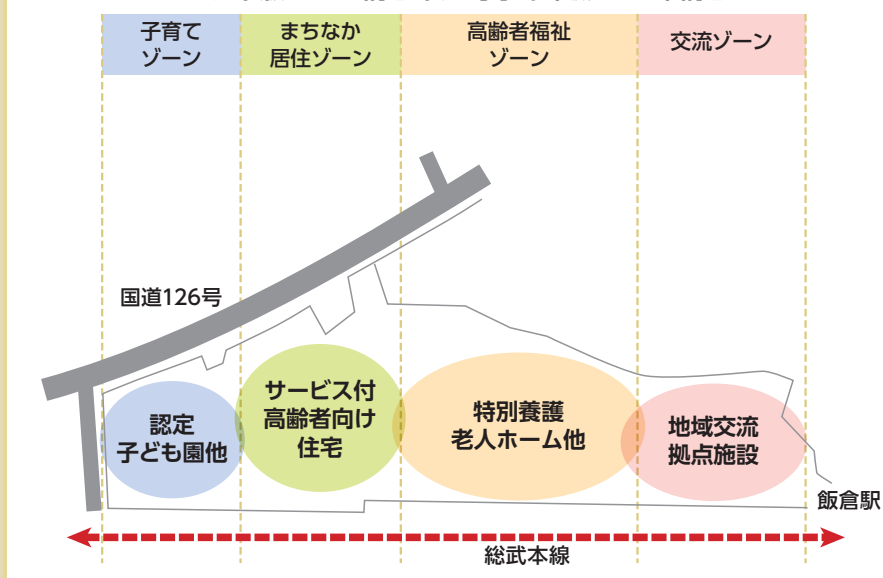 子育て
ゾーン
まちなか
居住ゾーン
高齢者福祉
ゾーン
交流ゾーン
国道126号
認定
子ども園他
サービス付
高齢者向け
住宅
特別養護
老人ホーム他
地域交流
拠点施設
飯倉駅
総武本線